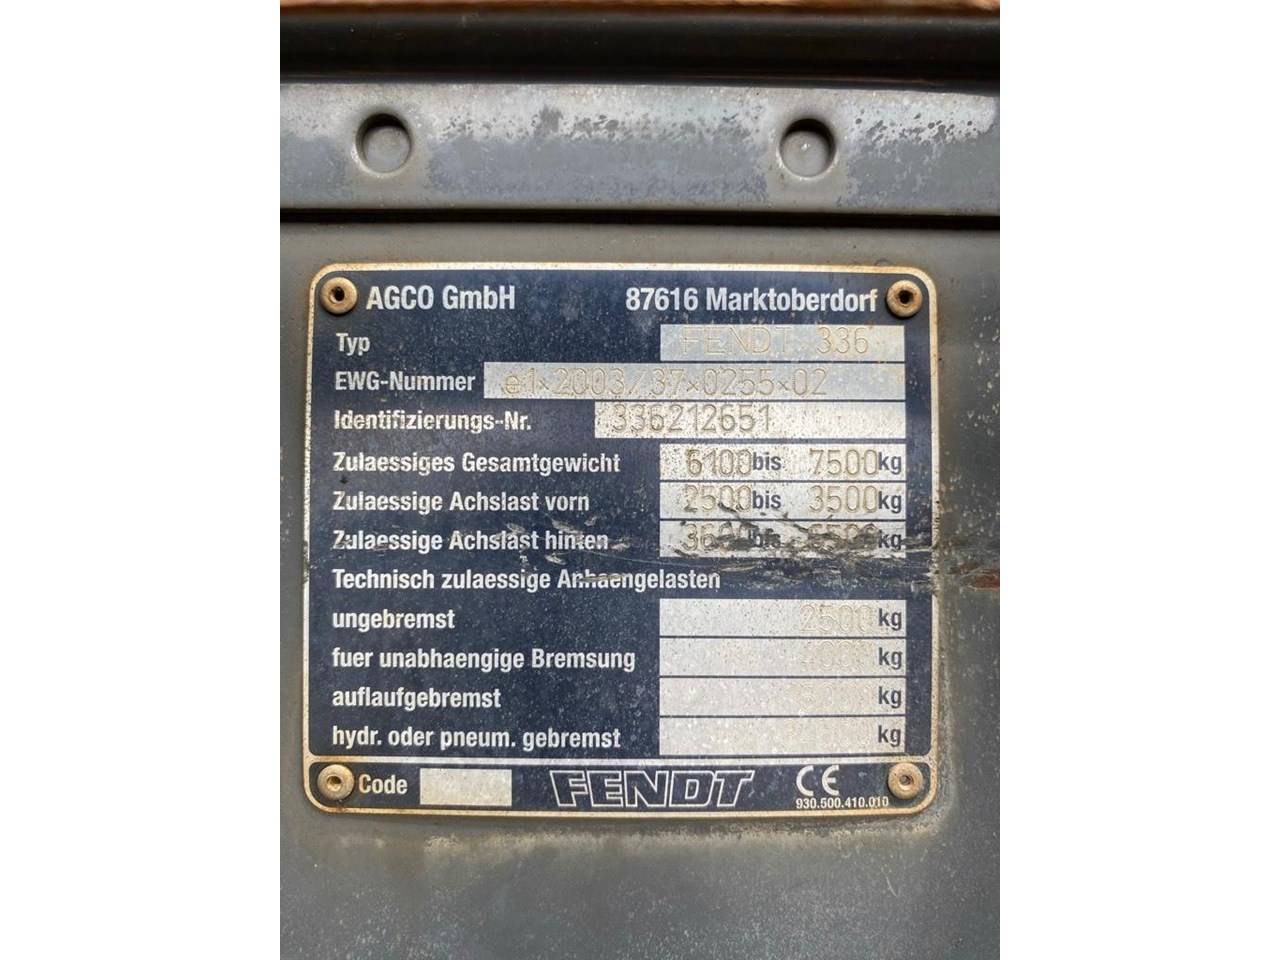 AGCO GmbH 87616 Marktoberdorf
Typ FENDT 336
EWG-Nummer e1*2003/37*0255*02
Identifizierungs-Nr. 336212651
Zulaessiges Gesamtgewicht 6100 bis 7500 kg
Zulaessige Achslast vorn 2500 bis 3500 kg
Zulaessige Achslast hinten bis kg
Technisch zulaessige Anhaengelasten
ungebremst 2500 kg
fuer unabhaengige Bremsung kg
auflaufgebremst kg
hydr. oder pneum. gebremst kg
Code FENDT CE
930.500.410.010